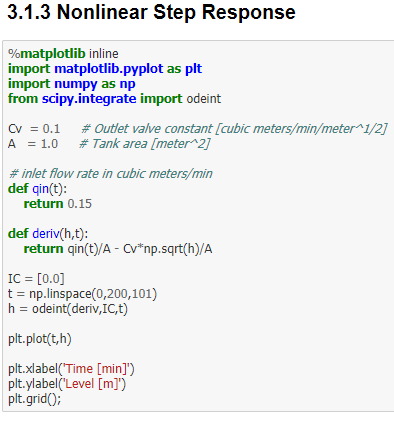 3.1.3 Nonlinear Step Response
%matplotlib inline
import matplotlib.pyplot as plt
import numpy as np
from scipy.integrate import odeint
Cv = 0.1 # Outlet valve constant [cubic meters/min/meter^1/2]
A = 1.0 # Tank area [meter^2]
# inlet flow rate in cubic meters/min
def qin(t):
return 0.15
def deriv(h,t):
return qin(t)/A - Cv*np.sqrt(h)/A
IC = [0.0]
t = np.linspace(0,200,101)
h = odeint(deriv,IC,t)
plt.plot(t,h)
plt.xlabel('Time [min]')
plt.ylabel('Level [m]')
plt.grid();